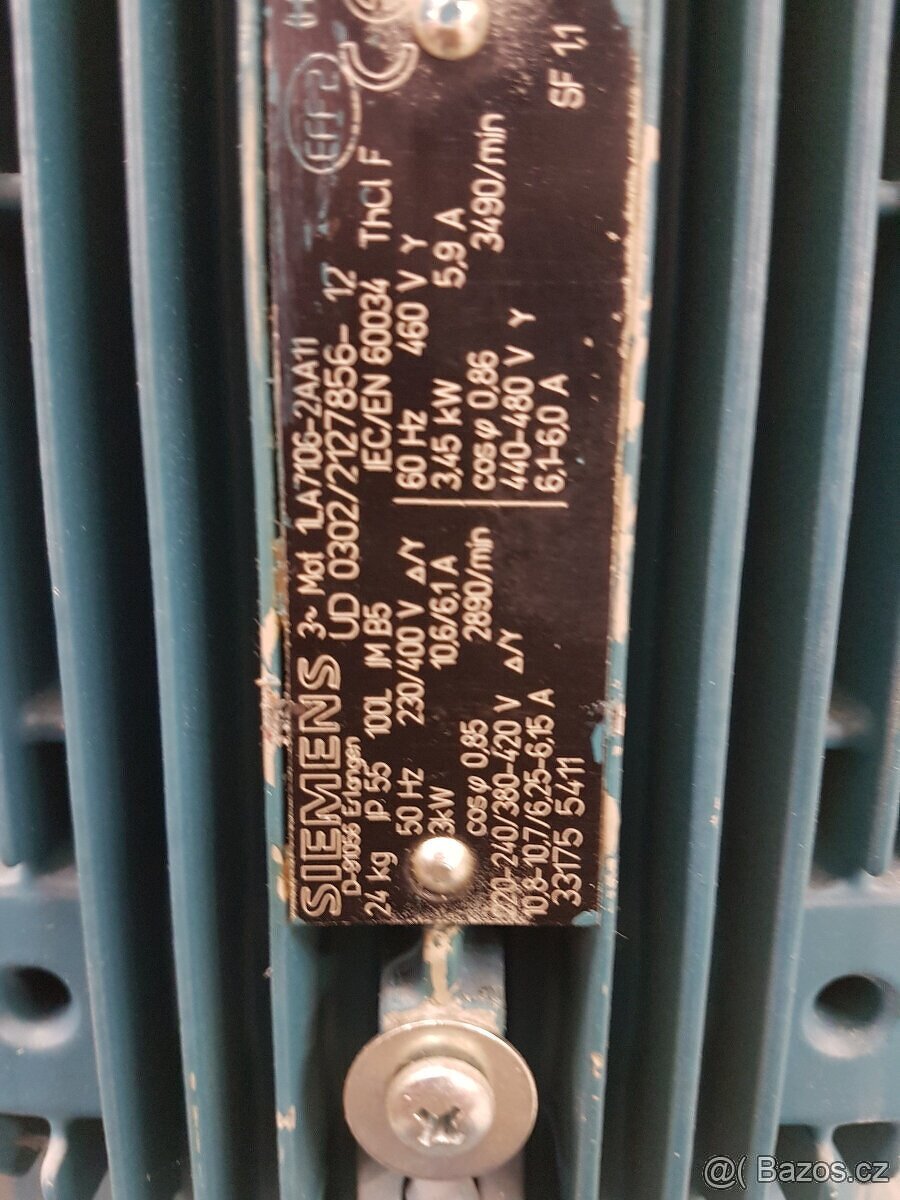 SIEMENS 3~ Mot 1LA7106-2AA11 EFF2
D-91056 Erlangen UD 0302/2127856- 12
24 kg IP 55 100L IM B5 IEC/EN 60034 ThCl F
50 Hz 230/400 V Δ/Y 60 Hz 460 V Y
3kW 10,6/6,1 A 3,45 kW 5,9 A
cosφ 0,85 2890/min cosφ 0,86 3490/min
220-240/380-420 V Δ/Y 440-480 V Y
10,8-10,7/6,25-6,15 A 6,1-6,0 A
33175 5411 SF 1,1
@( Bazos.cz